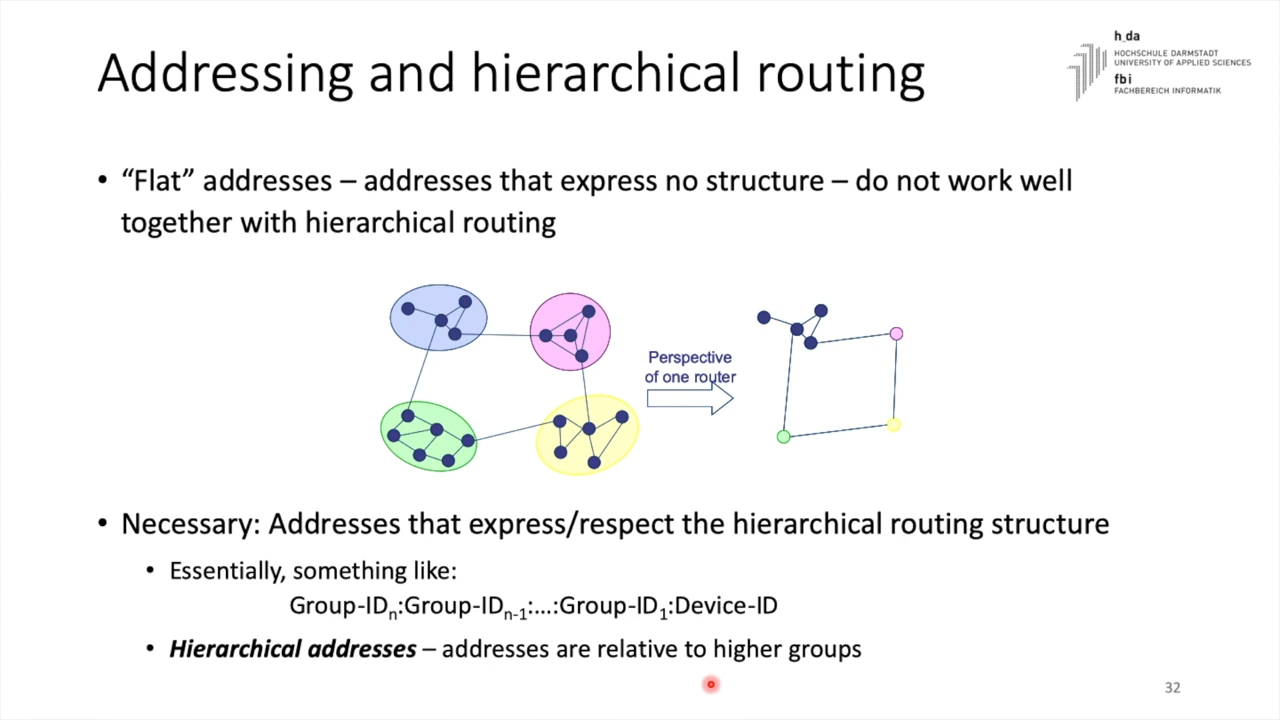 Addressing and hierarchical routing
h_da
HOCHSCHULE DARMSTADT
UNIVERSITY OF APPLIED SCIENCES
fbi
FACHBEREICH INFORMATIK
• “Flat” addresses – addresses that express no structure – do not work well
together with hierarchical routing
Perspective
of one router
• Necessary: Addresses that express/respect the hierarchical routing structure
• Essentially, something like:
Group-IDn:Group-IDn-1:...:Group-ID1:Device-ID
• Hierarchical addresses – addresses are relative to higher groups
32